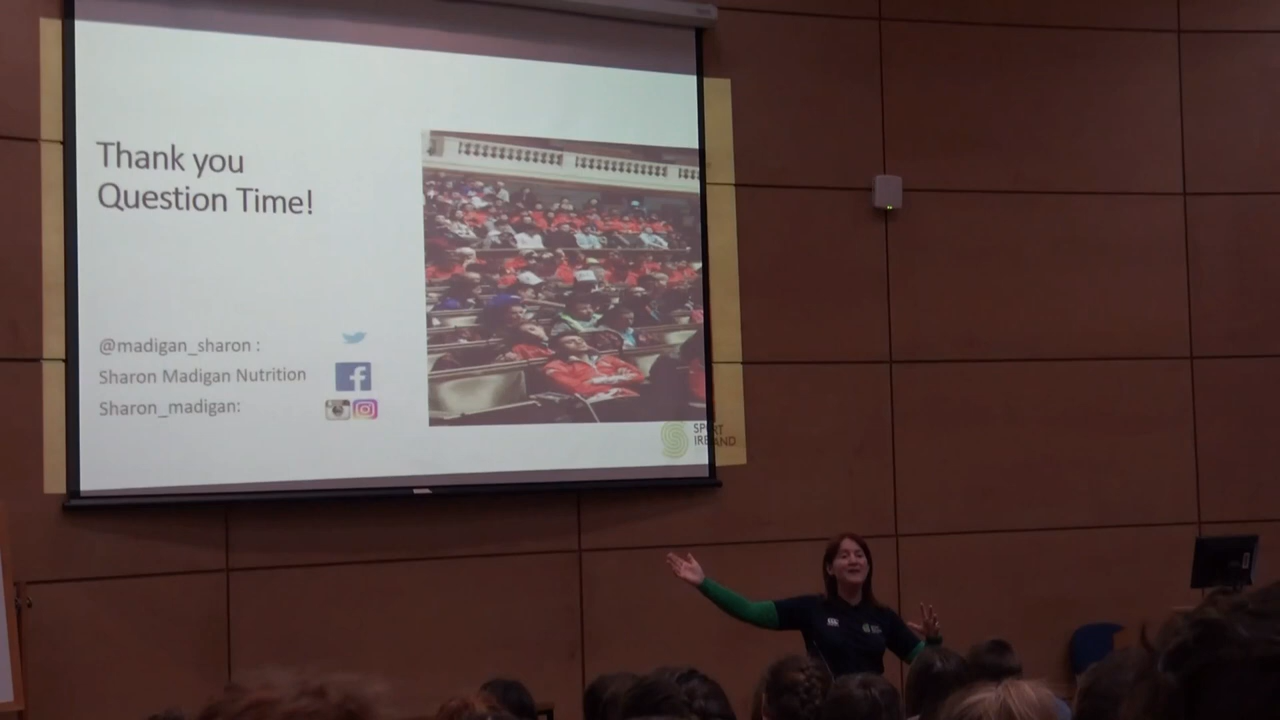 Thank you
Question Time!
@madigan_sharon :
Sharon Madigan Nutrition
Sharon_madigan:
SPORT
IRELAND